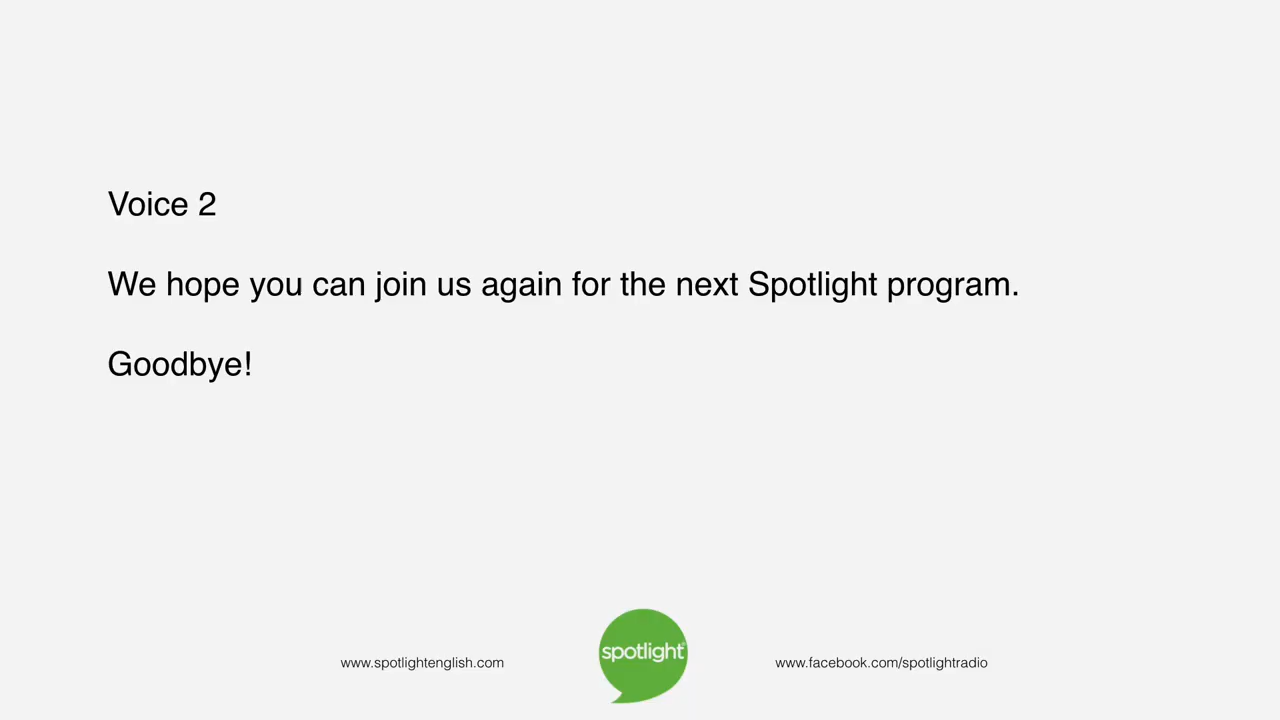 Voice 2
We hope you can join us again for the next Spotlight program.
Goodbye!
www.spotlightenglish.com
spotlight®
www.facebook.com/spotlightradio